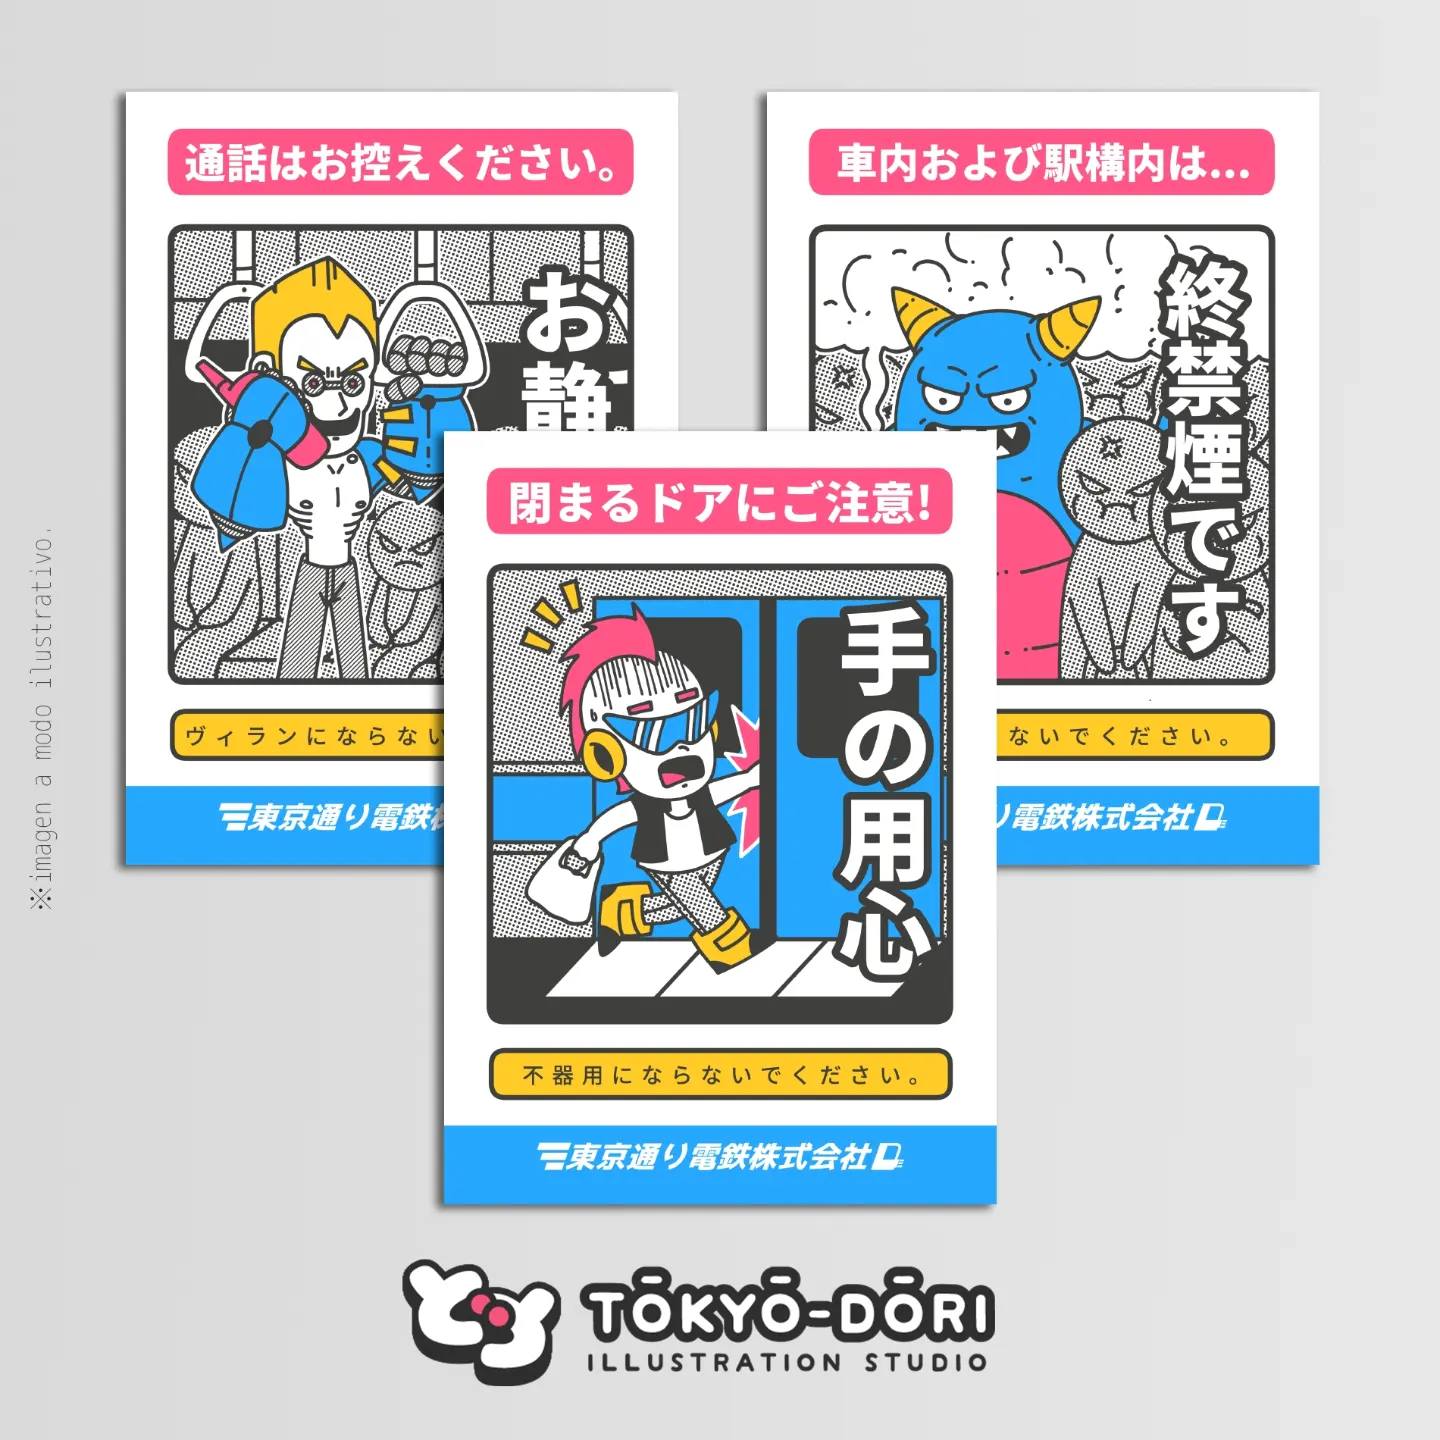 通話はお控えください。
お静
ヴィランにならない
東京通り電鉄株
車内および駅構内は...
終禁煙です
ないでください。
り電鉄株式会社
閉まるドアにご注意!
手の用心
不器用にならないでください。
東京通り電鉄株式会社
※imagen a modo ilustrativo.
TŌKYŌ-DŌRI
ILLUSTRATION STUDIO